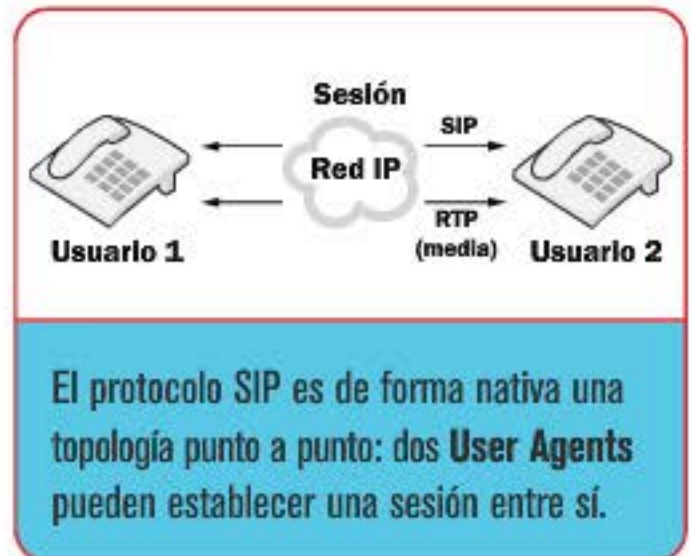 Sesión
SIP
Red IP
RTP
(media)
Usuario 1
Usuario 2
El protocolo SIP es de forma nativa una
topología punto a punto: dos User Agents
pueden establecer una sesión entre sí.